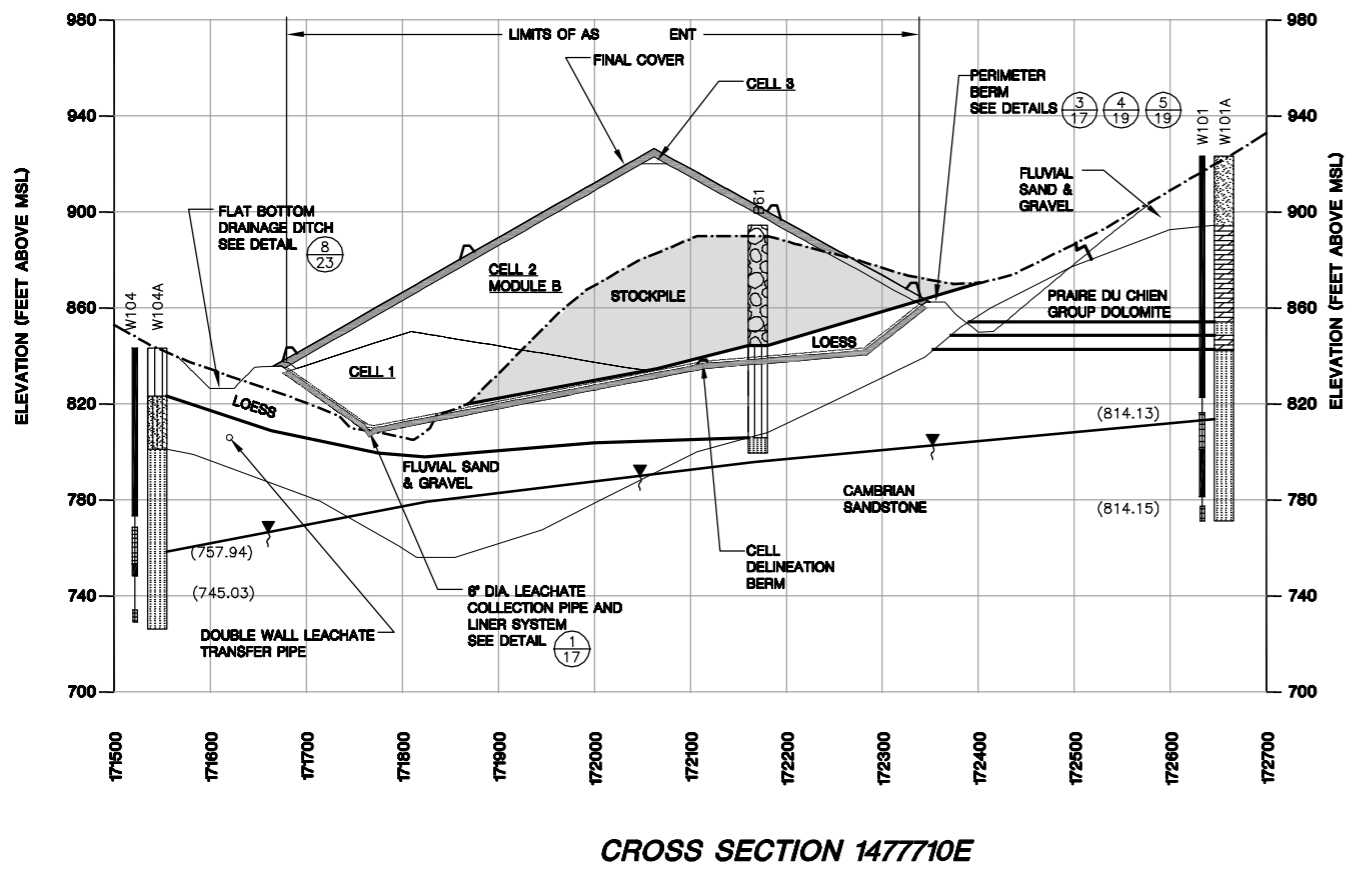 980
980
LIMITS OF AS ENT
FINAL COVER
CELL 3
PERIMETER
BERM
SEE DETAILS
3
17
4
19
5
19
W101
W101A
940
940
FLUVIAL
SAND &
GRAVEL
FLAT BOTTOM
DRAINAGE DITCH
SEE DETAIL
8
23
900
900
61
CELL 2
MODULE B
STOCKPILE
W104
W104A
860
860
PRAIRE DU CHIEN
GROUP DOLOMITE
LOESS
CELL 1
820
820
LOESS
(814.13)
FLUVIAL SAND
& GRAVEL
CAMBRIAN
SANDSTONE
780
780
(814.15)
(757.94)
(745.03)
CELL
DELINEATION
BERM
740
740
6" DIA. LEACHATE
COLLECTION PIPE AND
LINER SYSTEM
SEE DETAIL
1
17
DOUBLE WALL LEACHATE
TRANSFER PIPE
700
700
ELEVATION (FEET ABOVE MSL)
ELEVATION (FEET ABOVE MSL)
171500
171600
171700
171800
171900
172000
172100
172200
172300
172400
172500
172600
172700
CROSS SECTION 1477710E